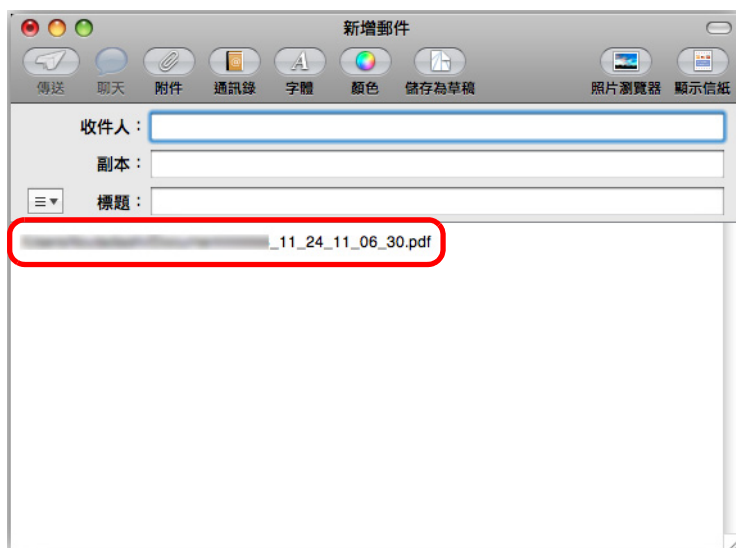 新增郵件
傳送 聊天 附件 通訊錄 字體 顏色 儲存為草稿 照片瀏覽器 顯示信紙
收件人：
副本：
標題：
_11_24_11_06_30.pdf